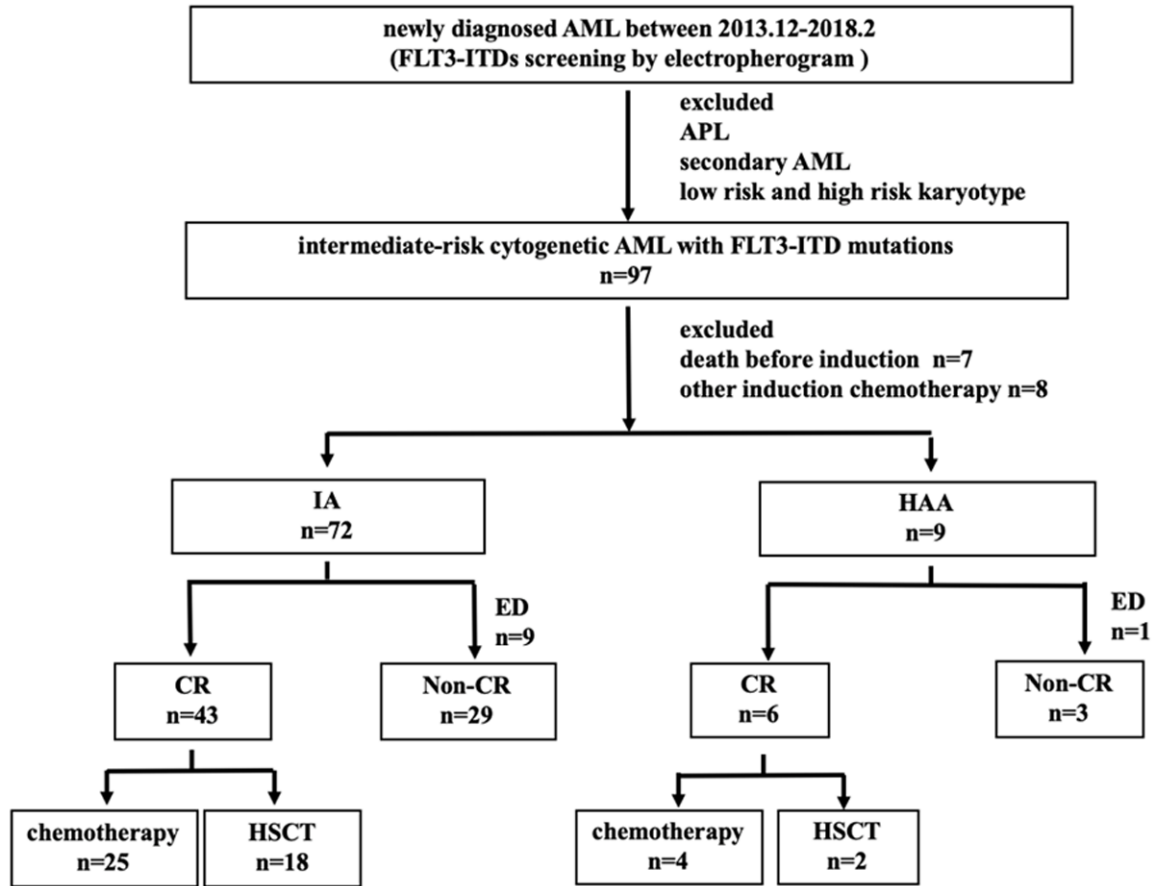 newly diagnosed AML between 2013.12-2018.2
(FLT3-ITDs screening by electropherogram )
excluded
APL
secondary AML
low risk and high risk karyotype
intermediate-risk cytogenetic AML with FLT3-ITD mutations
n=97
excluded
death before induction n=7
other induction chemotherapy n=8
IA
n=72
HAA
n=9
ED
n=9
ED
n=1
CR
n=43
Non-CR
n=29
CR
n=6
Non-CR
n=3
chemotherapy
n=25
HSCT
n=18
chemotherapy
n=4
HSCT
n=2